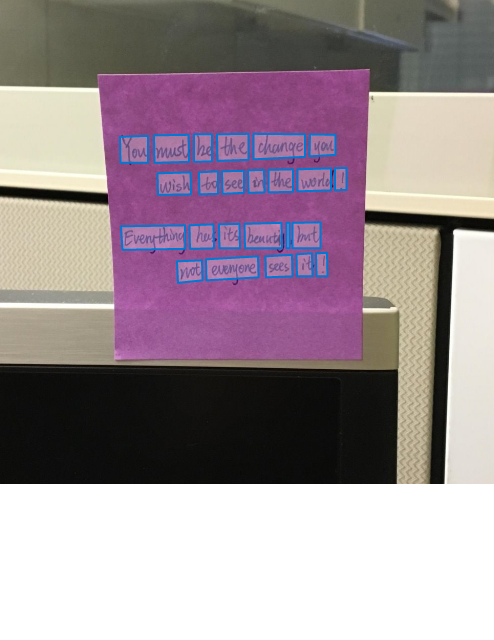 You must be the change you
wish to see in the world!
Everything has its beauty, but
not everyone sees it!